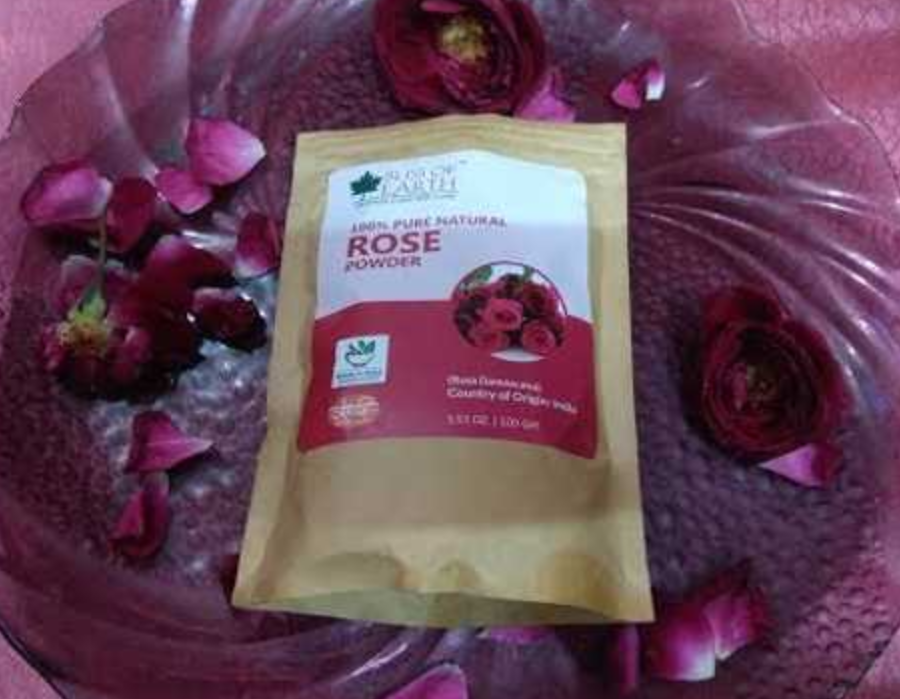 EARTH
100% PURE NATURAL
ROSE
POWDER
(Rosa Damascena)
Country of Origin: India
3.53 OZ. | 100 GM